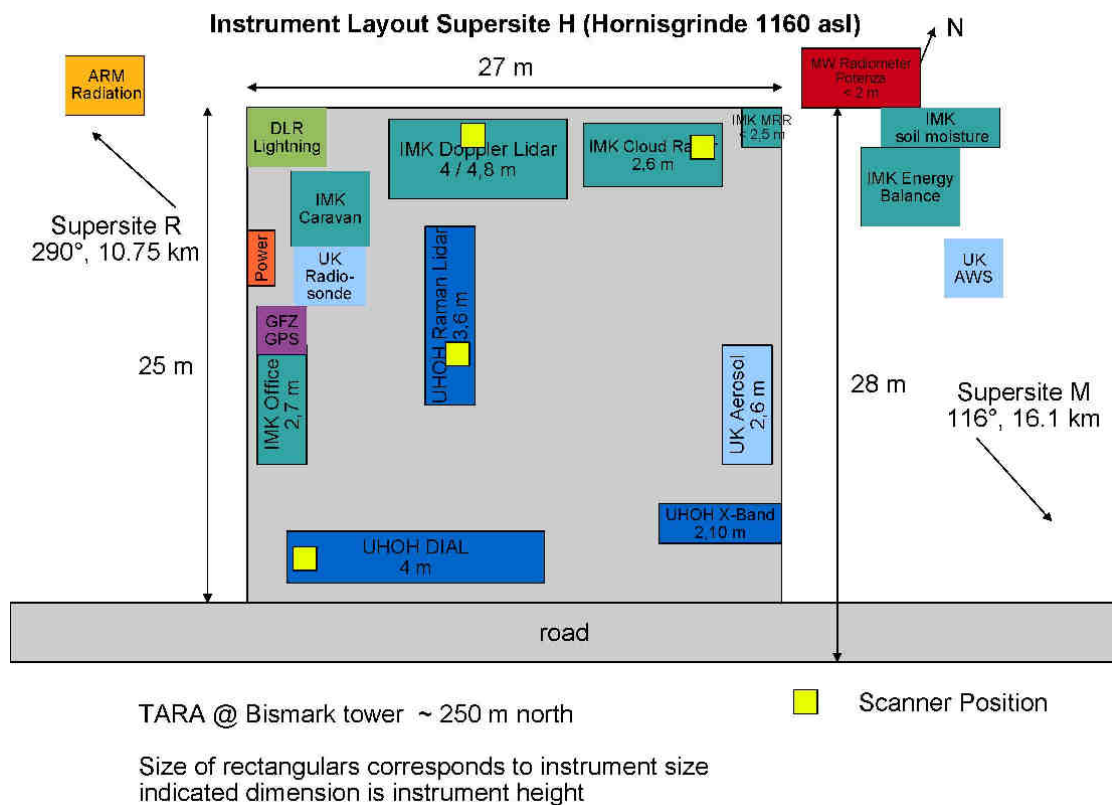 Instrument Layout Supersite H (Hornisgrinde 1160 asl)
N
27 m
ARM
Radiation
MW Radiometer
Potenza
< 2 m
DLR
Lightning
IMK Doppler Lidar
4 / 4,8 m
IMK Cloud Radar
2,6 m
IMK MRR
< 2,5 m
IMK
soil moisture
IMK
Caravan
IMK Energy
Balance
Supersite R
290°, 10.75 km
Power
UK
Radio-
sonde
UHOH Raman Lidar
3,6 m
UK
AWS
GFZ
GPS
25 m
IMK Office
2,7 m
UK Aerosol
2,6 m
28 m
Supersite M
116°, 16.1 km
UHOH X-Band
2,10 m
UHOH DIAL
4 m
road
TARA @ Bismark tower ~ 250 m north
Scanner Position
Size of rectangulars corresponds to instrument size
indicated dimension is instrument height